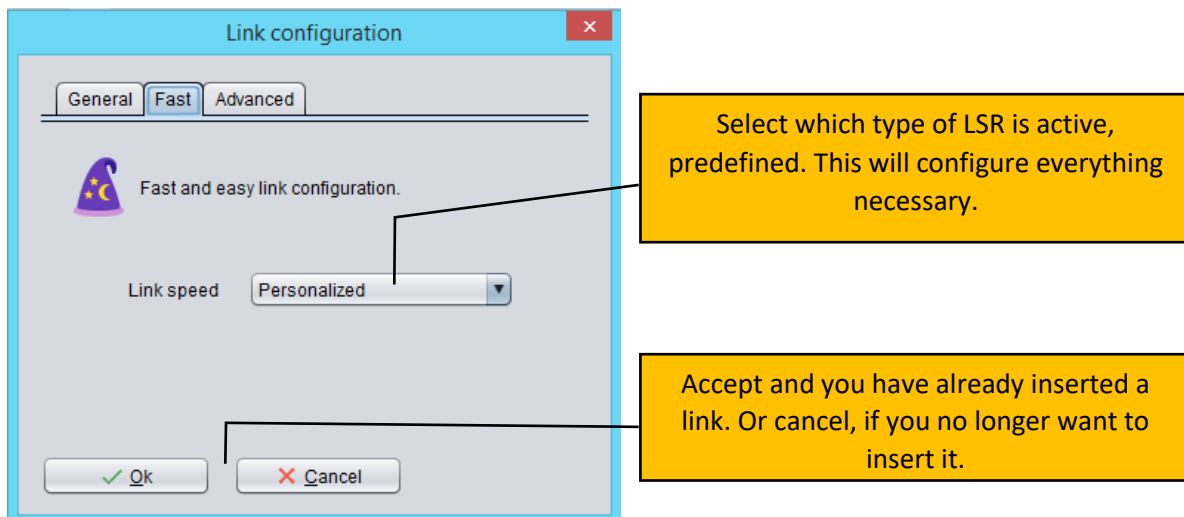 Link configuration
General Fast Advanced
Fast and easy link configuration.
Link speed Personalized
Ok Cancel
Select which type of LSR is active,
predefined. This will configure everything
necessary.
Accept and you have already inserted a
link. Or cancel, if you no longer want to
insert it.